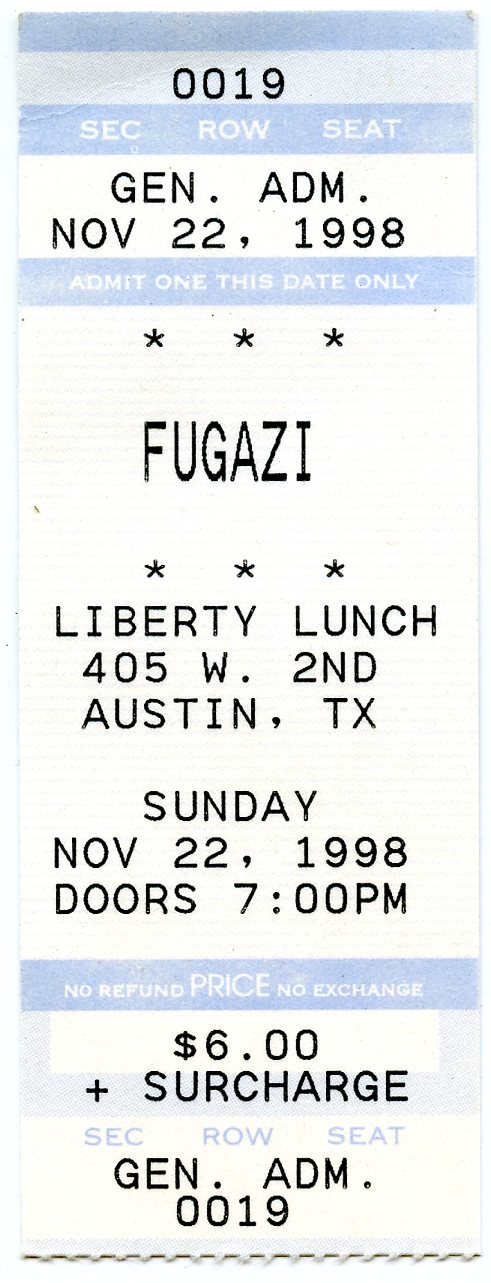 0019
SEC ROW SEAT
GEN. ADM.
NOV 22, 1998
ADMIT ONE THIS DATE ONLY
* * *
FUGAZI
* * *
LIBERTY LUNCH
405 W. 2ND
AUSTIN, TX
SUNDAY
NOV 22, 1998
DOORS 7:00PM
NO REFUND PRICE NO EXCHANGE
$6.00
+ SURCHARGE
SEC ROW SEAT
GEN. ADM.
0019